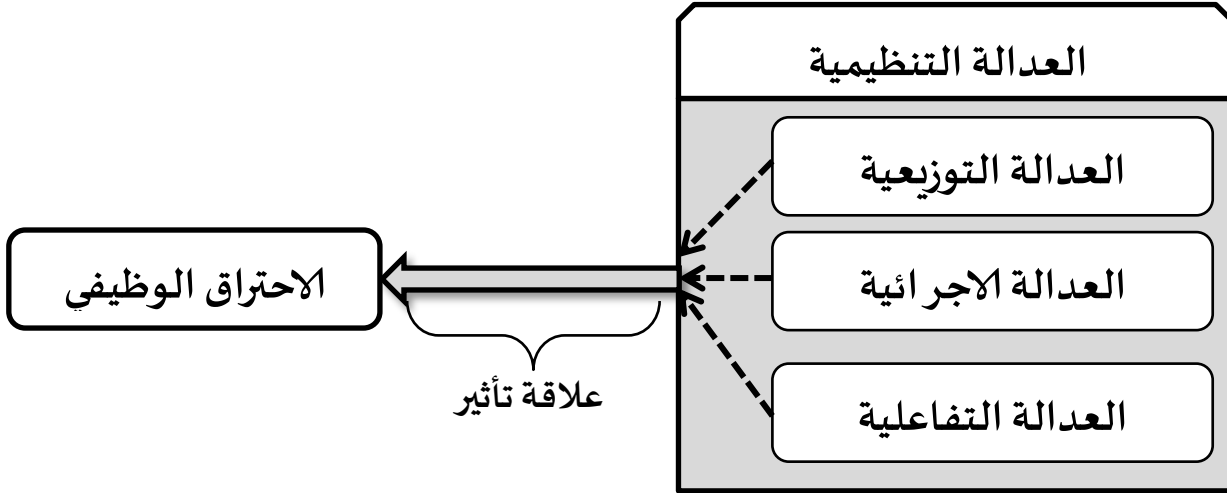 العدالة التنظيمية
العدالة التوزيعية
العدالة الاجرائية
العدالة التفاعلية
علاقة تأثير
الاحتراق الوظيفي